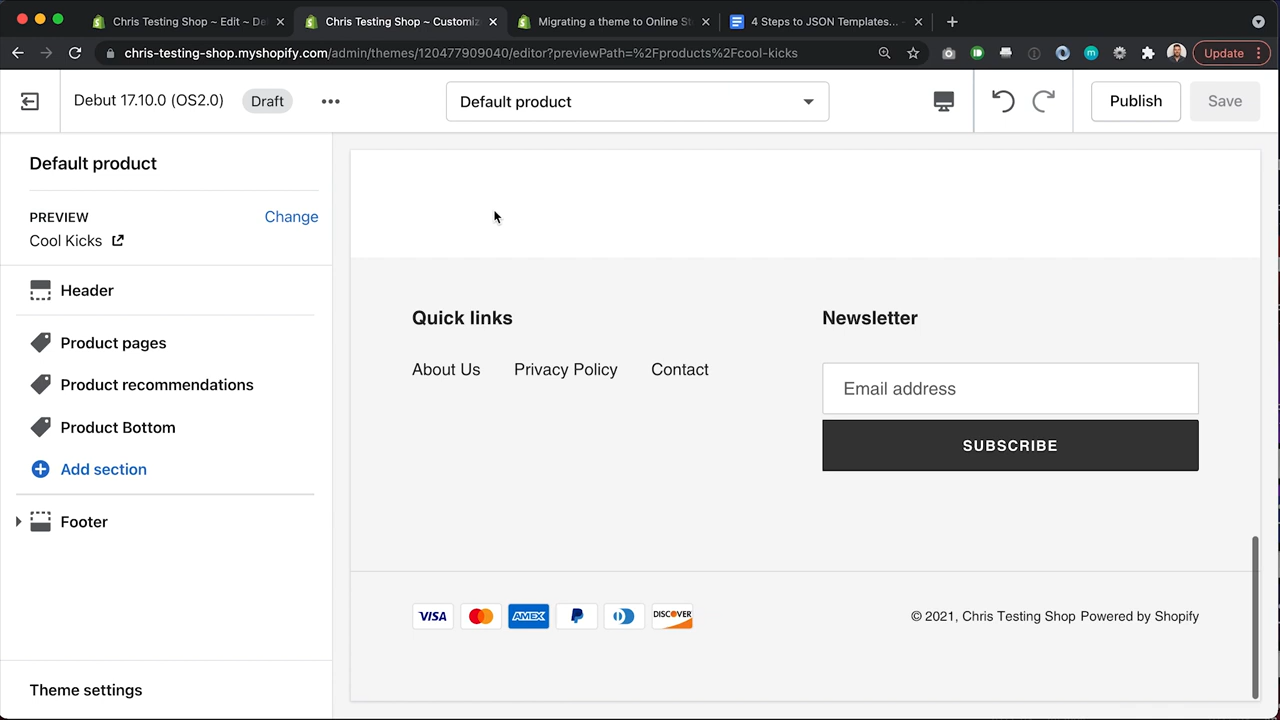 Chris Testing Shop ~ Edit ~ De
Chris Testing Shop ~ Customiz
Migrating a theme to Online St
4 Steps to JSON Templates...
chris-testing-shop.myshopify.com/admin/themes/120477909040/editor?previewPath=%2Fproducts%2Fcool-kicks
Update
Debut 17.10.0 (OS2.0)
Draft
Default product
Publish
Save
Default product
PREVIEW
Change
Cool Kicks
Header
Product pages
Product recommendations
Product Bottom
Add section
Footer
Theme settings
Quick links
About Us
Privacy Policy
Contact
Newsletter
Email address
SUBSCRIBE
VISA
AMEX
DISCOVER
© 2021, Chris Testing Shop Powered by Shopify